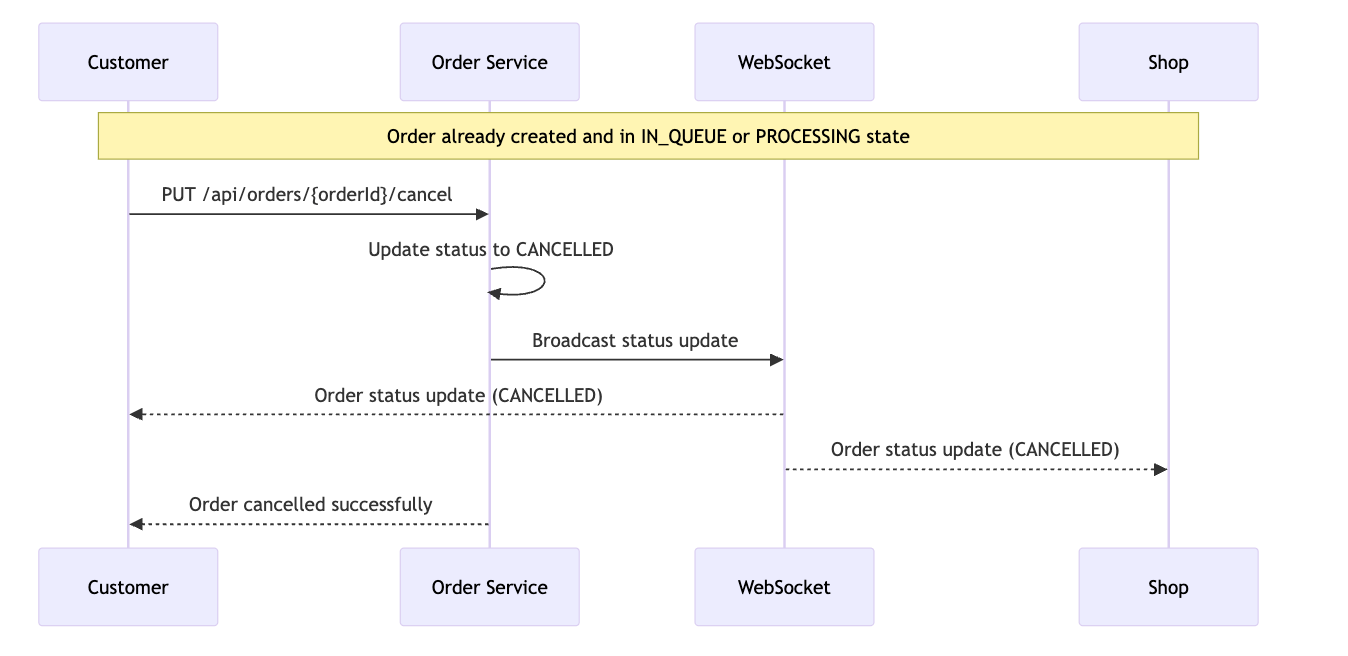 Customer
Order Service
WebSocket
Shop
Order already created and in IN_QUEUE or PROCESSING state
PUT /api/orders/{orderId}/cancel
Update status to CANCELLED
Broadcast status update
Order status update (CANCELLED)
Order status update (CANCELLED)
Order cancelled successfully
Customer
Order Service
WebSocket
Shop